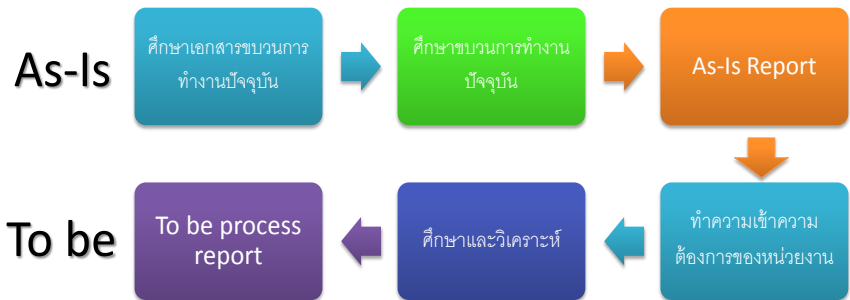 As-Is
ศึกษาเอกสารขบวนการ
ทำงานปัจจุบัน
ศึกษาขบวนการทำงาน
ปัจจุบัน
As-Is Report
To be
To be process
report
ศึกษาและวิเคราะห์
ทำความเช้าความ
ต้องการของหน่วยงาน